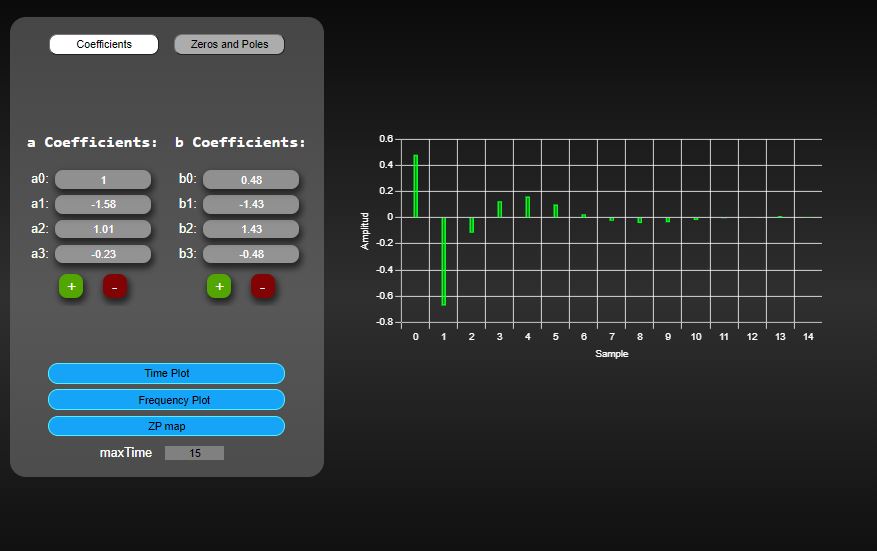 Coefficients Zeros and Poles
a Coefficients: b Coefficients:
a0: 1 b0: 0.48
a1: -1.58 b1: -1.43
a2: 1.01 b2: 1.43
a3: -0.23 b3: -0.48
+ - + -
Time Plot
Frequency Plot
ZP map
maxTime 15
0.6
0.4
0.2
0
-0.2
-0.4
-0.6
-0.8
Amplitud
0 1 2 3 4 5 6 7 8 9 10 11 12 13 14
Sample